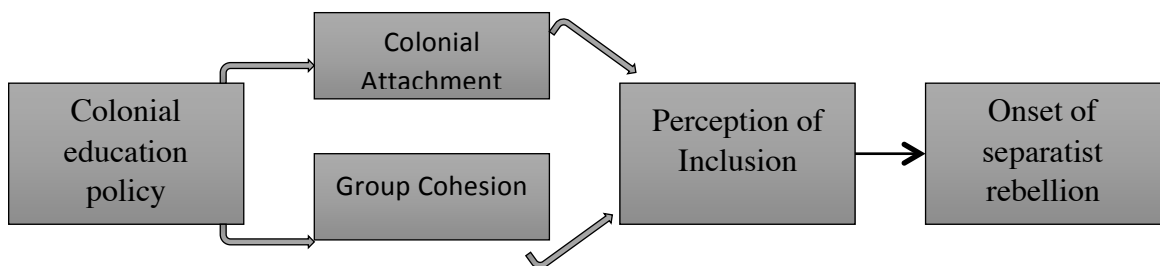 Colonial
education
policy
Colonial
Attachment
Group Cohesion
Perception of
Inclusion
Onset of
separatist
rebellion